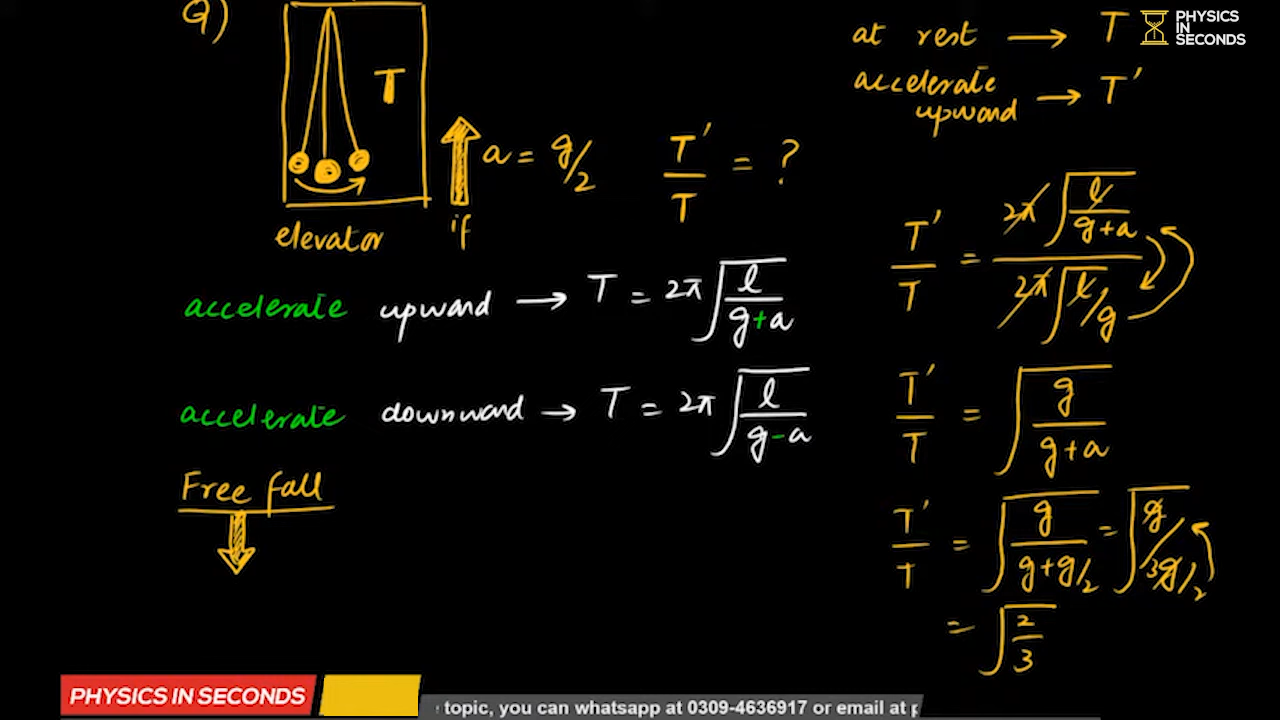 Q)
T
elevator
if
a = g/2
T'/T = ?
at rest → T
accelerate upward → T'
PHYSICS
IN
SECONDS
accelerate upward → T = 2π√(l/(g+a))
accelerate downward → T = 2π√(l/(g-a))
Free fall
T'/T = 2π√(l/(g+a)) / 2π√(l/g)
T'/T = √(g/(g+a))
T'/T = √(g/(g+g/2)) = √(g/(3g/2))
= √(2/3)
PHYSICS IN SECONDS
topic, you can whatsapp at 0309-4636917 or email at